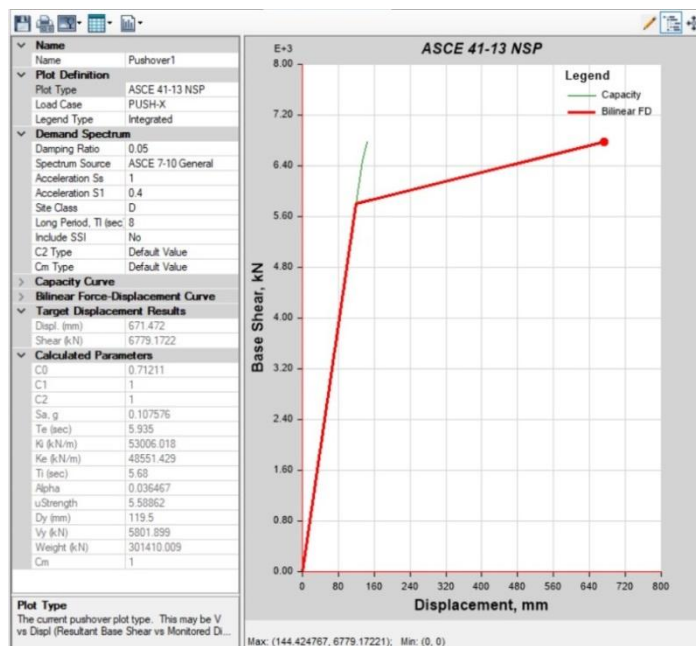 Name
Name Pushover1
Plot Definition
Plot Type ASCE 41-13 NSP
Load Case PUSH-X
Legend Type Integrated
Demand Spectrum
Damping Ratio 0.05
Spectrum Source ASCE 7-10 General
Acceleration Ss 1
Acceleration S1 0.4
Site Class D
Long Period, Tl (sec 8
Include SSI No
C2 Type Default Value
Cm Type Default Value
Capacity Curve
Bilinear Force-Displacement Curve
Target Displacement Results
Displ. (mm) 671.472
Shear (kN) 6779.1722
Calculated Parameters
C0 0.71211
C1 1
C2 1
Sa, g 0.107576
Te (sec) 5.935
Ki (kN/m) 53006.018
Ke (kN/m) 48551.429
Ti (sec) 5.68
Alpha 0.036467
uStrength 5.58862
Dy (mm) 119.5
Vy (kN) 5801.899
Weight (kN) 301410.009
Cm 1
Plot Type
The current pushover plot type. This may be V
vs Displ (Resultant Base Shear vs Monitored Di...
ASCE 41-13 NSP
E+3
Legend
Capacity
Bilinear FD
8.00
7.20
6.40
5.60
4.80
4.00
3.20
2.40
1.60
0.80
0.00
Base Shear, kN
0 80 160 240 320 400 480 560 640 720 800
Displacement, mm
Max: (144.424767, 6779.17221); Min: (0, 0)